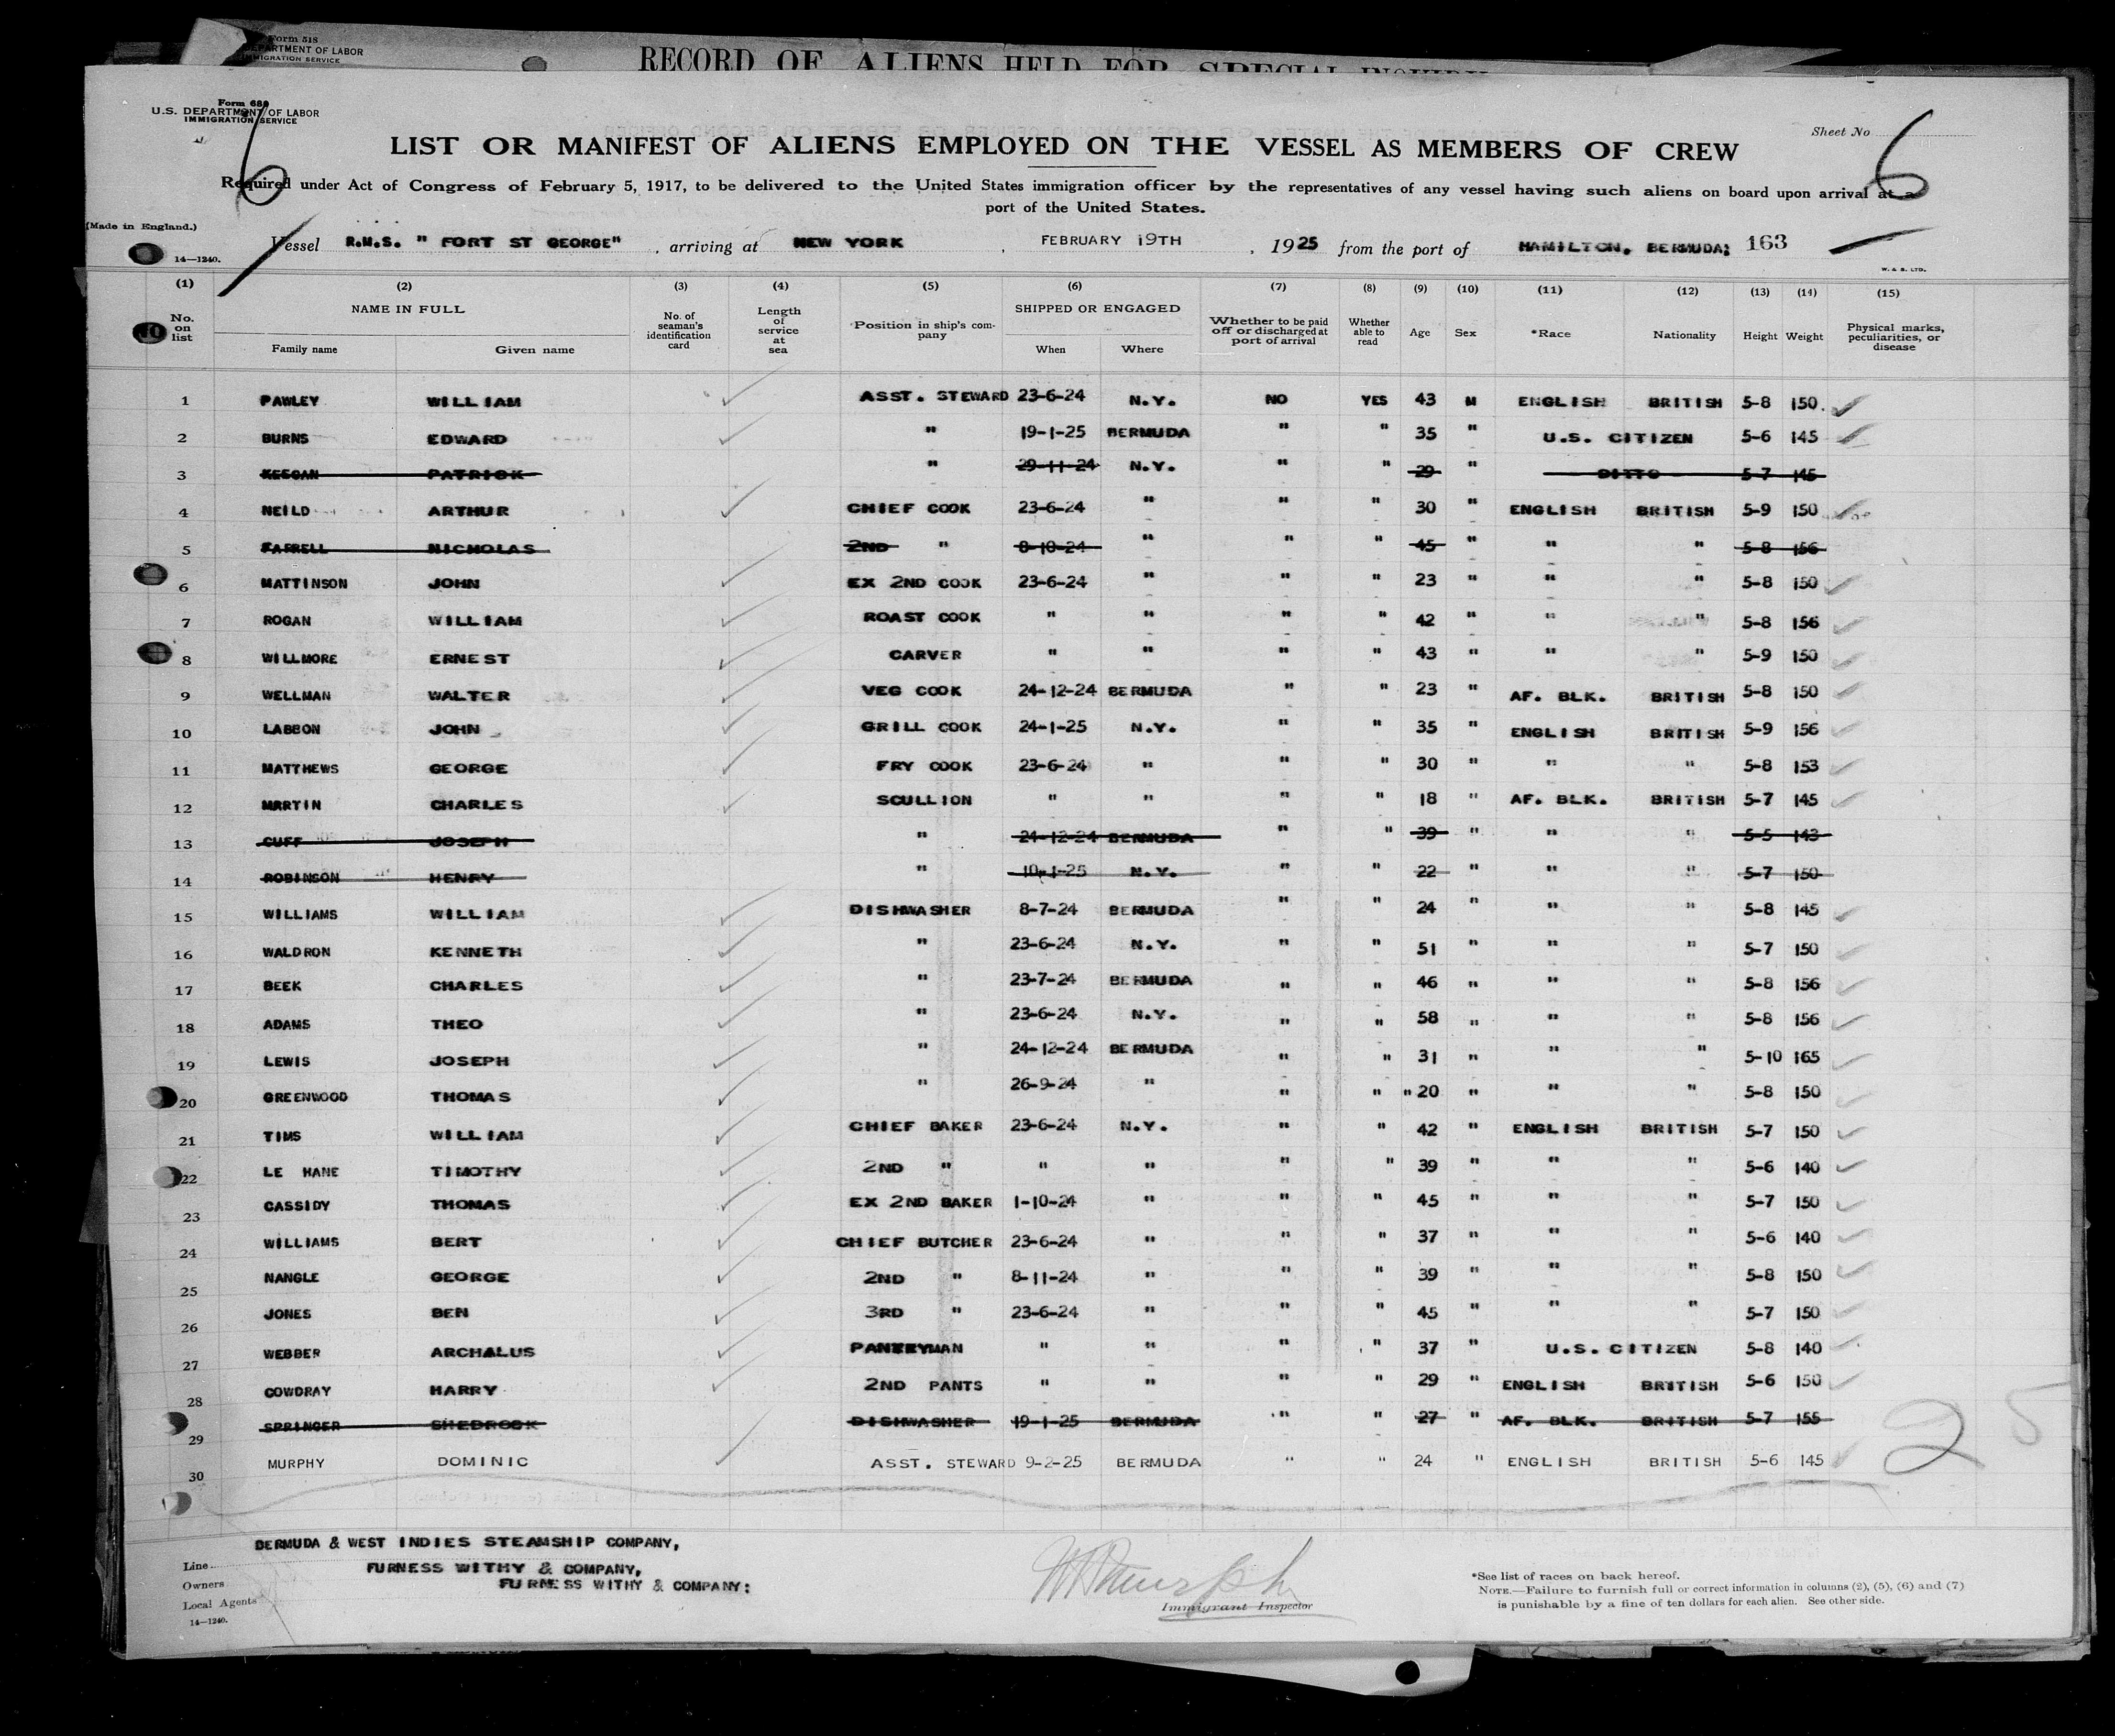 Form 518
DEPARTMENT OF LABOR
IMMIGRATION SERVICE
RECORD OF ALIENS HELD FOR SPECIAL INQUIRY
Form 680
U.S. DEPARTMENT OF LABOR
IMMIGRATION SERVICE
6
Sheet No 6
LIST OR MANIFEST OF ALIENS EMPLOYED ON THE VESSEL AS MEMBERS OF CREW
Required under Act of Congress of February 5, 1917, to be delivered to the United States immigration officer by the representatives of any vessel having such aliens on board upon arrival at a
port of the United States.
(Made in England.)
Vessel R.M.S. " FORT ST GEORGE" , arriving at NEW YORK , FEBRUARY 19TH , 1925 from the port of HAMILTON, BERMUDA; 163
14—1240.
W. & S. LTD.
(1) (2) (3) (4) (5) (6) (7) (8) (9) (10) (11) (12) (13) (14) (15)
No. on list NAME IN FULL Family name Given name No. of seaman's identification card Length of service at sea Position in ship's company SHIPPED OR ENGAGED When Where Whether to be paid off or discharged at port of arrival Whether able to read Age Sex *Race Nationality Height Weight Physical marks, peculiarities, or disease
1 PAWLEY WILLIAM ASST. STEWARD 23-6-24 N.Y. NO YES 43 M ENGLISH BRITISH 5-8 150
2 BURNS EDWARD " 19-1-25 BERMUDA " " 35 " U.S. CITIZEN 5-6 145
3 KEEGAN PATRICK " 29-11-24 N.Y. " " 29 " DITTO 5-7 145
4 NEILD ARTHUR CHIEF COOK 23-6-24 " " " 30 " ENGLISH BRITISH 5-9 150
5 FARRELL NICHOLAS 2ND " 8-10-24 " " " 45 " " " 5-8 156
6 MATTINSON JOHN EX 2ND COOK 23-6-24 " " " 23 " " " 5-8 150
7 ROGAN WILLIAM ROAST COOK " " " " 42 " " " 5-8 156
8 WILLMORE ERNEST CARVER " " " " 43 " " " 5-9 150
9 WELLMAN WALTER VEG COOK 24-12-24 BERMUDA " " 23 " AF. BLK. BRITISH 5-8 150
10 LABBON JOHN GRILL COOK 24-1-25 N.Y. " " 35 " ENGLISH BRITISH 5-9 156
11 MATTHEWS GEORGE FRY COOK 23-6-24 " " " 30 " " " 5-8 153
12 MARTIN CHARLES SCULLION " " " " 18 " AF. BLK. BRITISH 5-7 145
13 CUFF JOSEPH " 24-12-24 BERMUDA " " 39 " " " 5-5 143
14 ROBINSON HENRY " 10-1-25 N.Y. " " 22 " " " 5-7 150
15 WILLIAMS WILLIAM DISHWASHER 8-7-24 BERMUDA " " 24 " " " 5-8 145
16 WALDRON KENNETH " 23-6-24 N.Y. " " 51 " " " 5-7 150
17 BEEK CHARLES " 23-7-24 BERMUDA " " 46 " " " 5-8 156
18 ADAMS THEO " 23-6-24 N.Y. " " 58 " " " 5-8 156
19 LEWIS JOSEPH " 24-12-24 BERMUDA " " 31 " " " 5-10 165
20 GREENWOOD THOMAS " 26-9-24 " " " " 20 " " " 5-8 150
21 TIMS WILLIAM CHIEF BAKER 23-6-24 N.Y. " " 42 " ENGLISH BRITISH 5-7 150
22 LE HANE TIMOTHY 2ND " " " " " 39 " " " 5-6 140
23 CASSIDY THOMAS EX 2ND BAKER 1-10-24 " " " 45 " " " 5-7 150
24 WILLIAMS BERT CHIEF BUTCHER 23-6-24 " " " 37 " " " 5-6 140
25 NANGLE GEORGE 2ND " 8-11-24 " " " 39 " " " 5-8 150
26 JONES BEN 3RD " 23-6-24 " " " 45 " " " 5-7 150
27 WEBBER ARCHALUS PANTRYMAN " " " " 37 " U.S. CITIZEN 5-8 140
28 COWDRAY HARRY 2ND PANTS " " " " 29 " ENGLISH BRITISH 5-6 150
29 SPRINGER SHEDROCK DISHWASHER 19-1-25 BERMUDA " " 27 " AF. BLK. BRITISH 5-7 155
30 MURPHY DOMINIC ASST. STEWARD 9-2-25 BERMUDA " " 24 " ENGLISH BRITISH 5-6 145
25
Line BERMUDA & WEST INDIES STEAMSHIP COMPANY,
Owners FURNESS WITHY & COMPANY,
Local Agents FURNESS WITHY & COMPANY:
14—1240.
Immigrant Inspector
*See list of races on back hereof.
NOTE.—Failure to furnish full or correct information in columns (2), (5), (6) and (7)
is punishable by a fine of ten dollars for each alien. See other side.